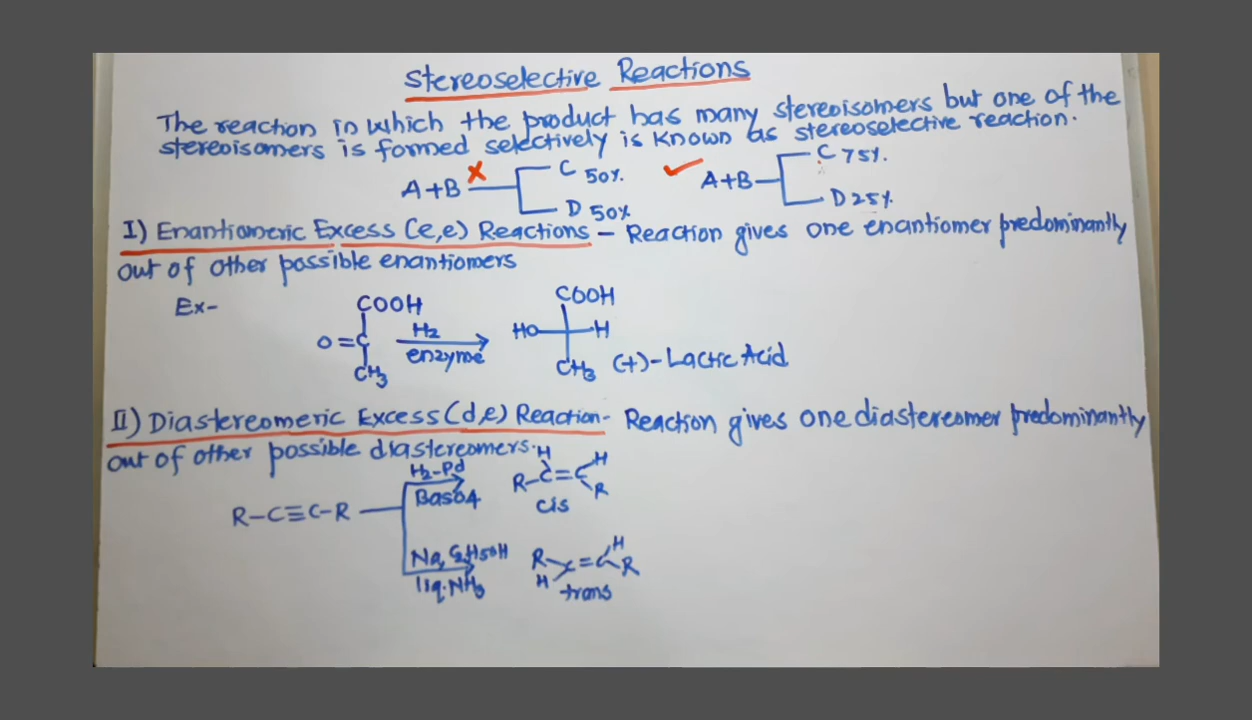 Stereoselective Reactions
The reaction in which the product has many stereoisomers but one of the
stereoisomers is formed selectively is known as stereoselective reaction.
A+B ✗ C 50%. ✓ A+B C 75%.
D 50% D 25%.
I) Enantiomeric Excess (e,e) Reactions – Reaction gives one enantiomer predominantly
out of other possible enantiomers
Ex- COOH COOH
O=C H2 HO H
enzyme
CH3 CH3 (+)-Lactic Acid
II) Diastereomeric Excess (d,e) Reaction- Reaction gives one diastereomer predominantly
out of other possible diastereomers.
H2-Pd H H
BaSO4 R-C=C R
cis
R-C≡C-R
Na, C2H5OH R C=C H
liq.NH3 H R
trans